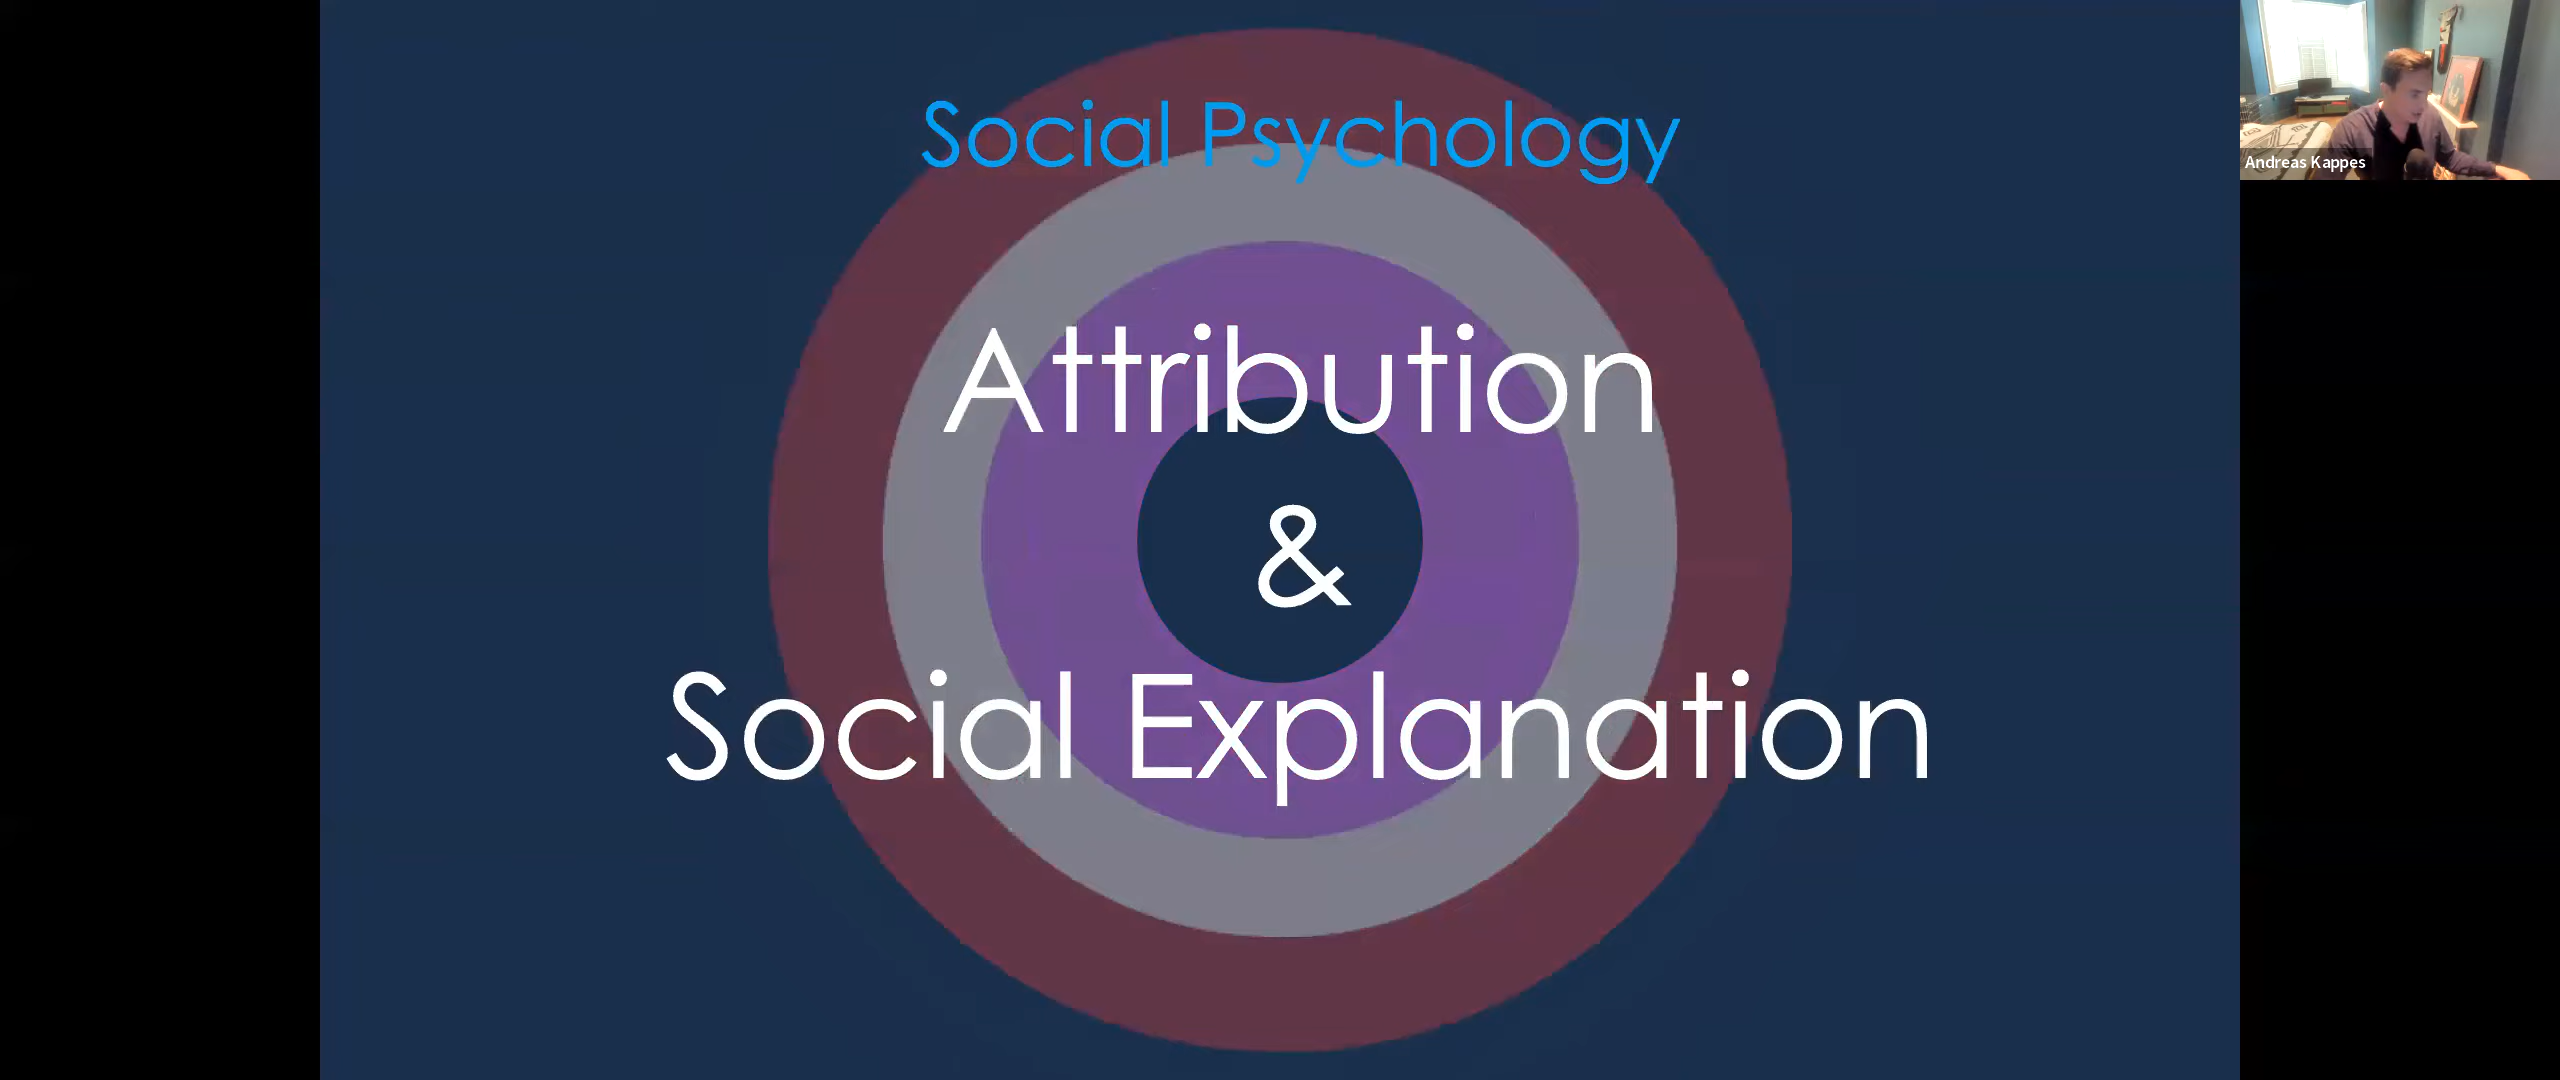 Social Psychology
Attribution
&
Social Explanation
Andreas Kappes